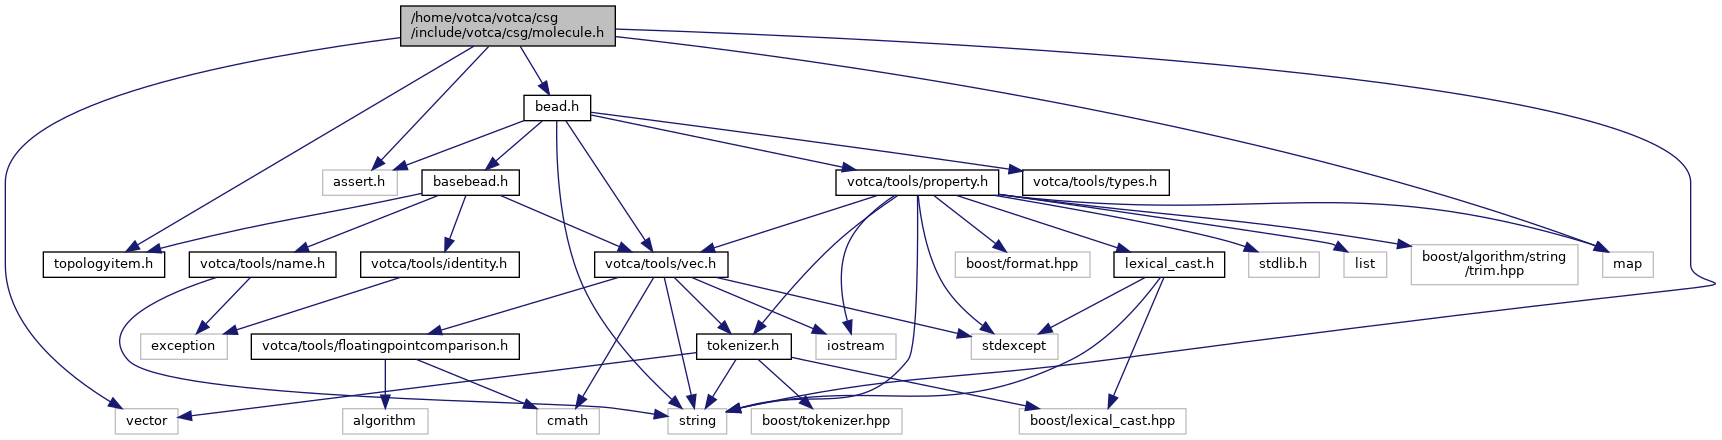 /home/votca/votca/csg
/include/votca/csg/molecule.h
bead.h
assert.h
basebead.h
votca/tools/property.h
votca/tools/types.h
topologyitem.h
votca/tools/name.h
votca/tools/identity.h
votca/tools/vec.h
boost/format.hpp
lexical_cast.h
stdlib.h
list
boost/algorithm/string
/trim.hpp
map
exception
votca/tools/floatingpointcomparison.h
tokenizer.h
iostream
stdexcept
vector
algorithm
cmath
string
boost/tokenizer.hpp
boost/lexical_cast.hpp